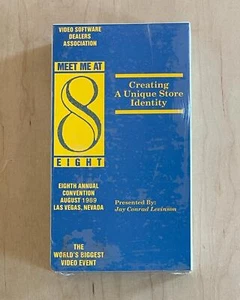 VIDEO SOFTWARE
DEALERS
ASSOCIATION
MEET ME AT
8
EIGHT
EIGHTH ANNUAL
CONVENTION
AUGUST 1989
LAS VEGAS, NEVADA
THE
WORLD'S BIGGEST
VIDEO EVENT
Creating
A Unique Store
Identity
Presented By:
Jay Conrad Levinson